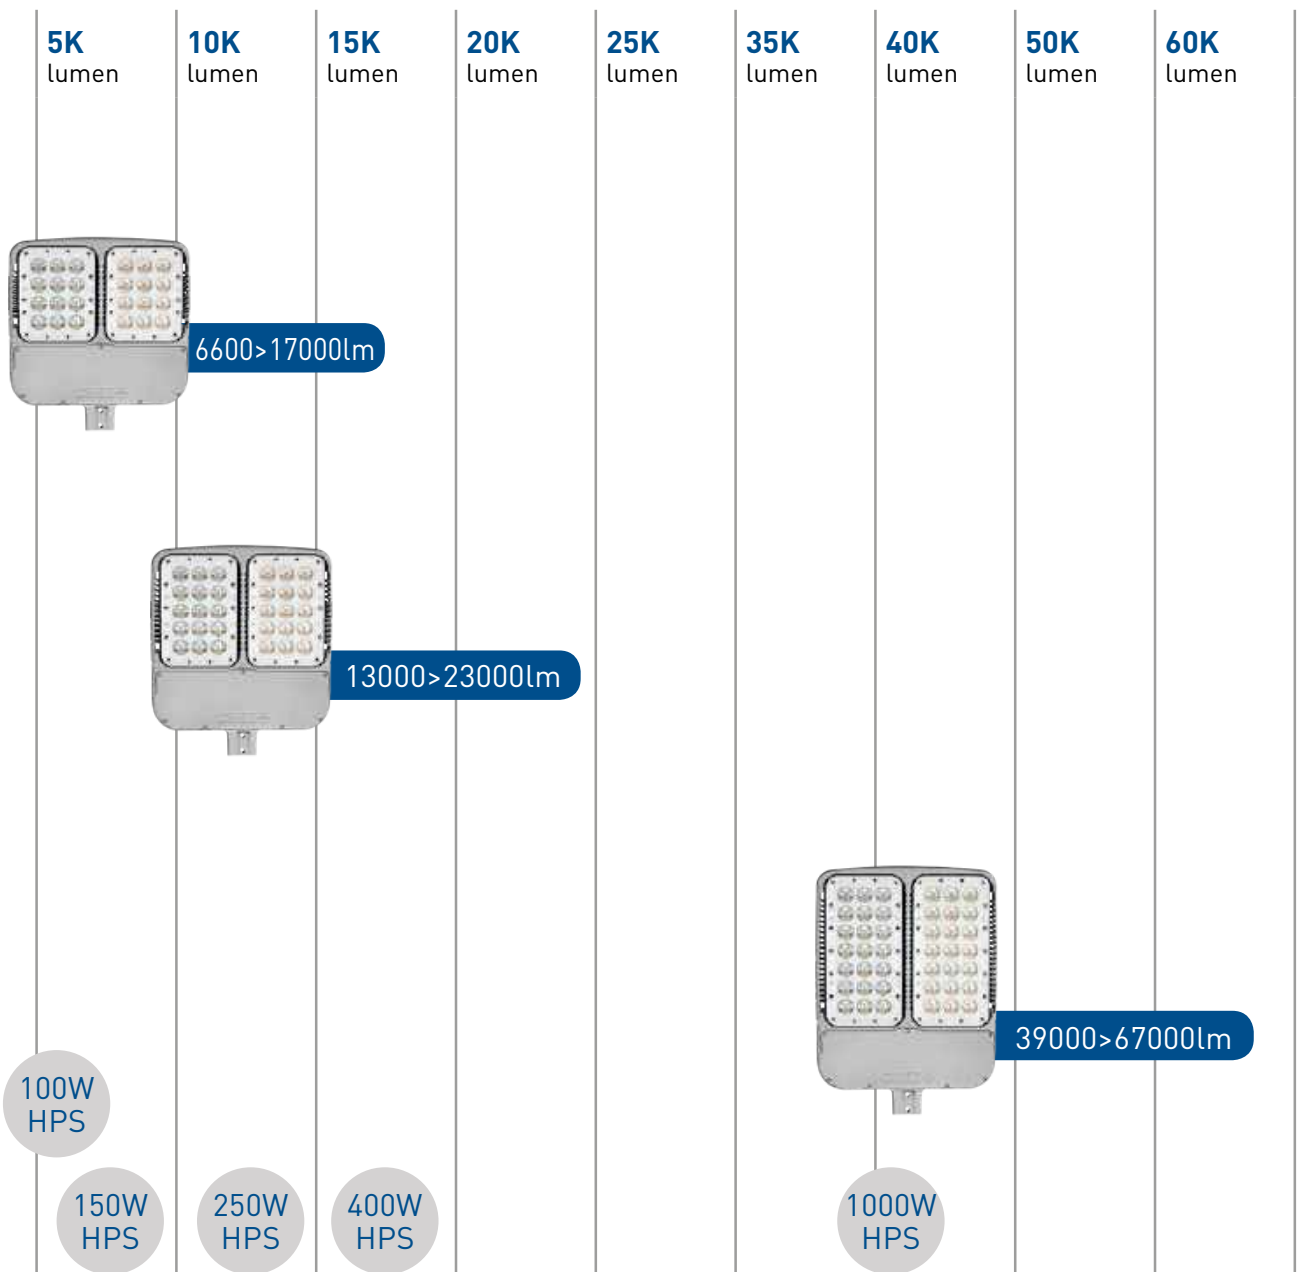 5K
lumen
10K
lumen
15K
lumen
20K
lumen
25K
lumen
35K
lumen
40K
lumen
50K
lumen
60K
lumen
6600>17000lm
13000>23000lm
39000>67000lm
100W
HPS
150W
HPS
250W
HPS
400W
HPS
1000W
HPS